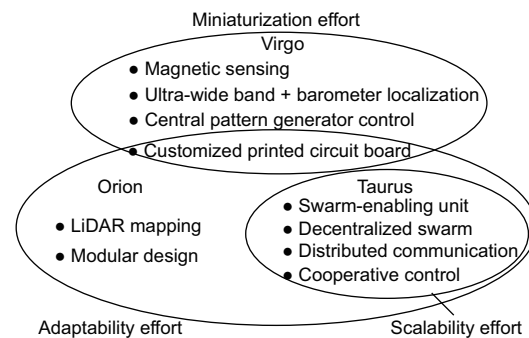 Miniaturization effort
Virgo
● Magnetic sensing
● Ultra-wide band + barometer localization
● Central pattern generator control
● Customized printed circuit board
Orion
● LiDAR mapping
● Modular design
Taurus
● Swarm-enabling unit
● Decentralized swarm
● Distributed communication
● Cooperative control
Adaptability effort
Scalability effort